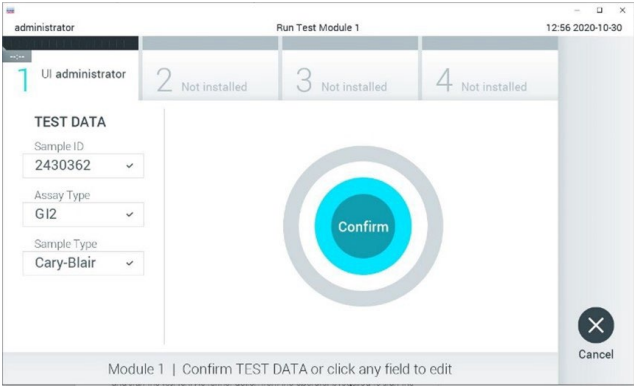 administrator
Run Test Module 1
12:56 2020-10-30
1 UI administrator
2 Not installed
3 Not installed
4 Not installed
TEST DATA
Sample ID
2430362
Assay Type
GI2
Sample Type
Cary-Blair
Confirm
Cancel
Module 1 | Confirm TEST DATA or click any field to edit